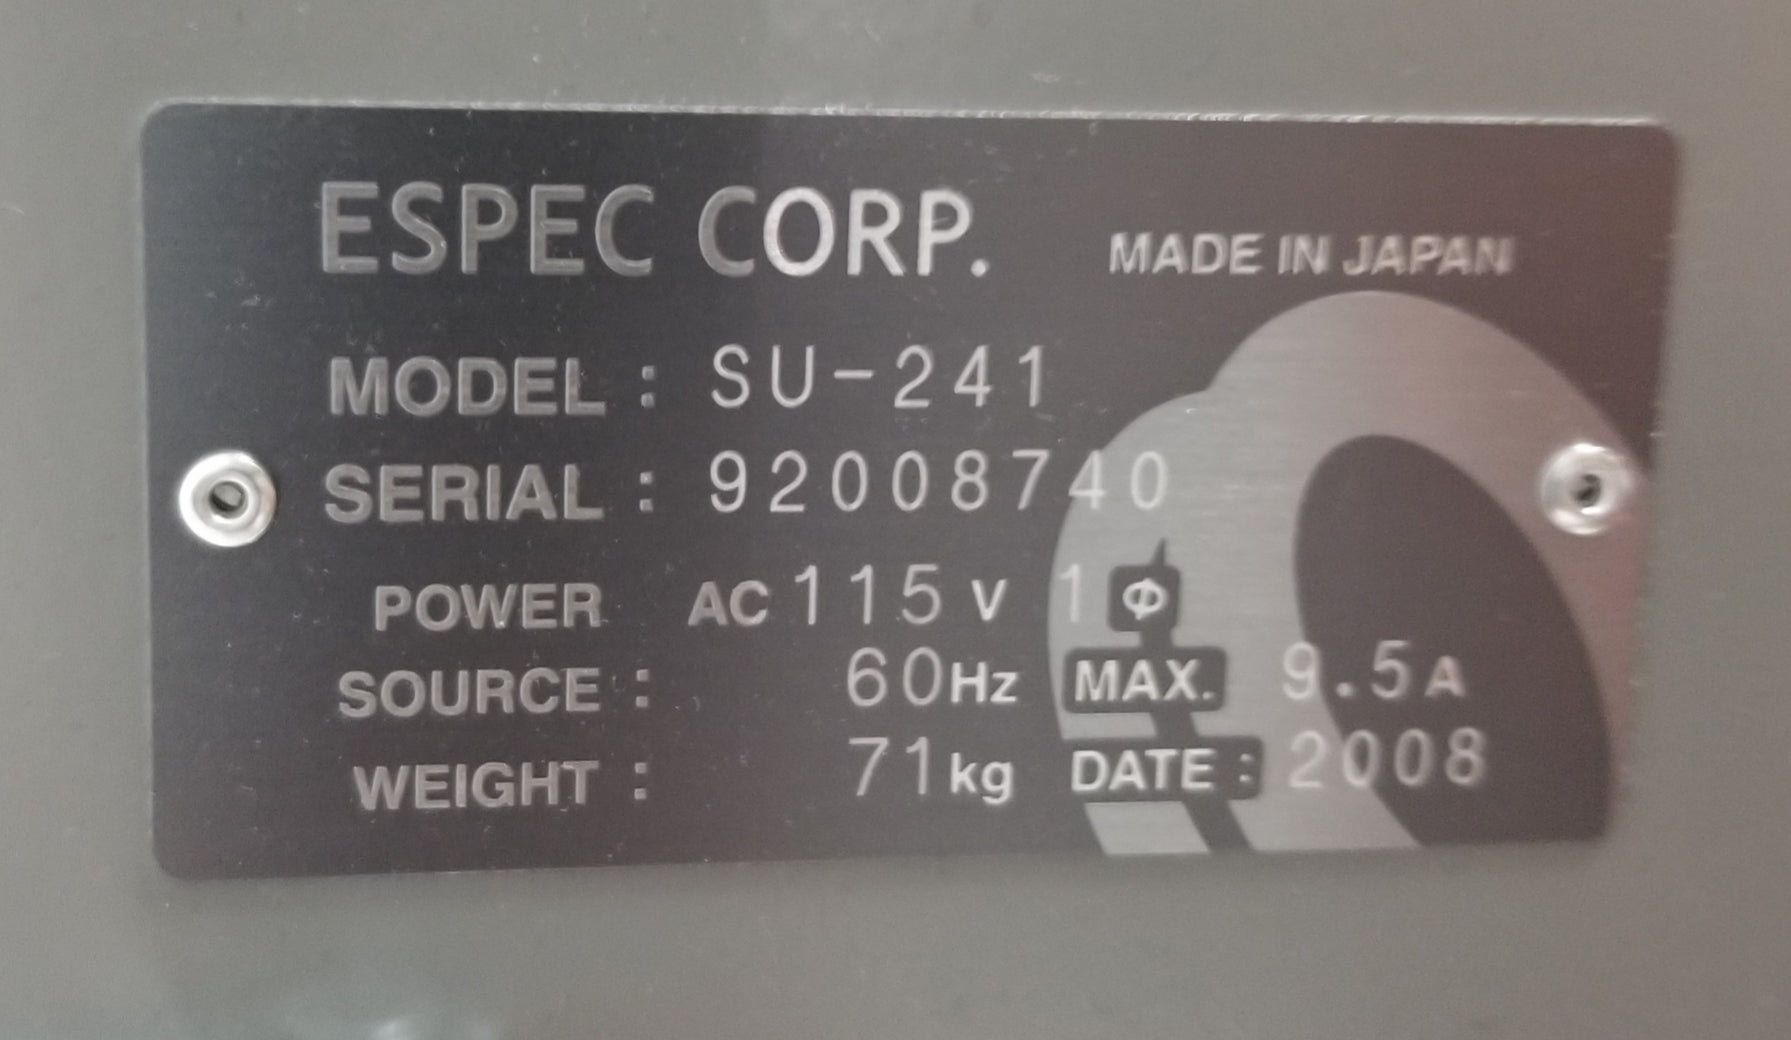 ESPEC CORP. MADE IN JAPAN
MODEL : SU-241
SERIAL : 92008740
POWER AC 115 V 1 Φ
SOURCE : 60Hz MAX. 9.5A
WEIGHT : 71kg DATE : 2008